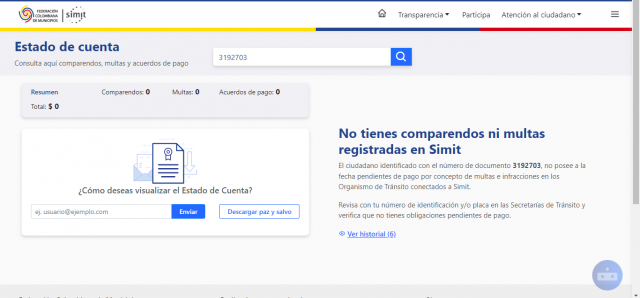 FEDERACIÓN
COLOMBIANA
DE MUNICIPIOS
simit
Transparencia
Participa
Atención al ciudadano
Estado de cuenta
Consulta aquí comparendos, multas y acuerdos de pago
3192703
Resumen Comparendos: 0 Multas: 0 Acuerdos de pago: 0
Total: $ 0
¿Cómo deseas visualizar el Estado de Cuenta?
ej. usuario@ejemplo.com Enviar Descargar paz y salvo
No tienes comparendos ni multas
registradas en Simit
El ciudadano identificado con el número de documento 3192703, no posee a la
fecha pendientes de pago por concepto de multas e infracciones en los
Organismo de Tránsito conectados a Simit.
Revisa con tu número de identificación y/o placa en las Secretarías de Tránsito y
verifica que no tienes obligaciones pendientes de pago.
Ver historial (6)